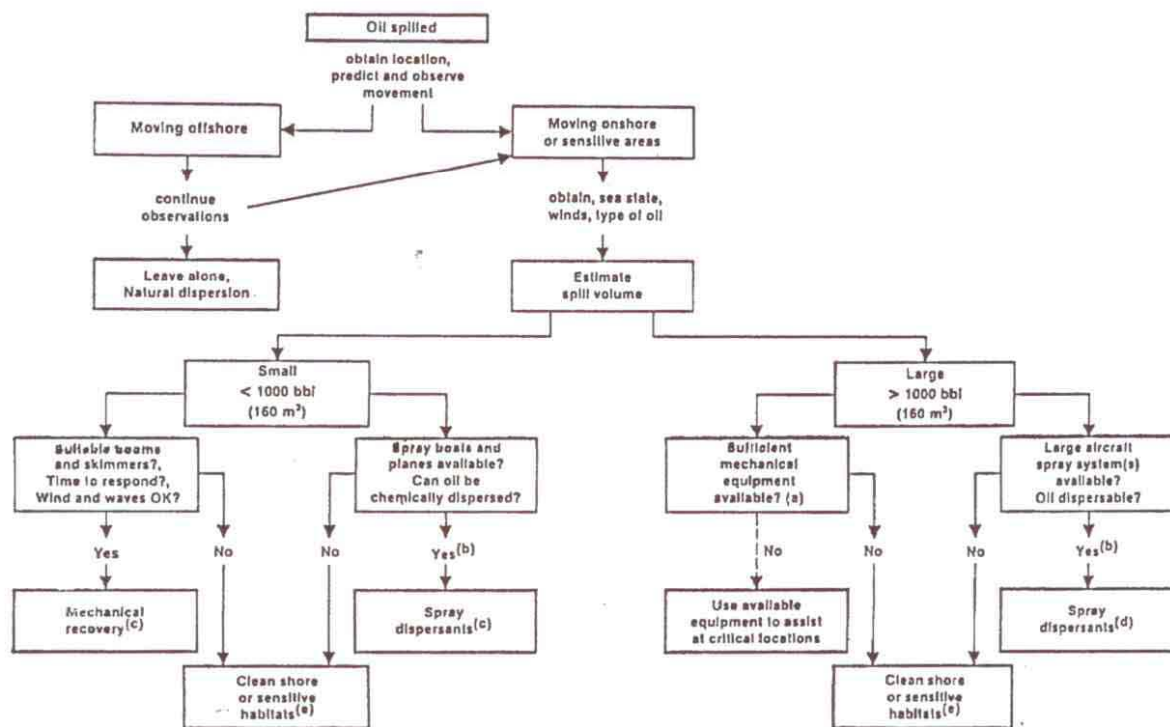 Oil spilled
obtain location,
predict and observe
movement
Moving offshore
Moving onshore
or sensitive areas
continue
observations
obtain, sea state,
winds, type of oil
Leave alone,
Natural dispersion
Estimate
spill volume
Small
< 1000 bbl
(160 m³)
Large
> 1000 bbl
(160 m³)
Suitable booms
and skimmers?,
Time to respond?,
Wind and waves OK?
Spray boats and
planes available?
Can oil be
chemically dispersed?
Sufficient
mechanical
equipment
available? (a)
Large aircraft
spray system(s)
available?
Oil dispersable?
Yes
No
No
Yes(b)
No
No
No
Yes(b)
Mechanical
recovery(c)
Spray
dispersants(c)
Use available
equipment to assist
at critical locations
Spray
dispersants(d)
Clean shore
or sensitive
habitats(e)
Clean shore
or sensitive
habitats(e)